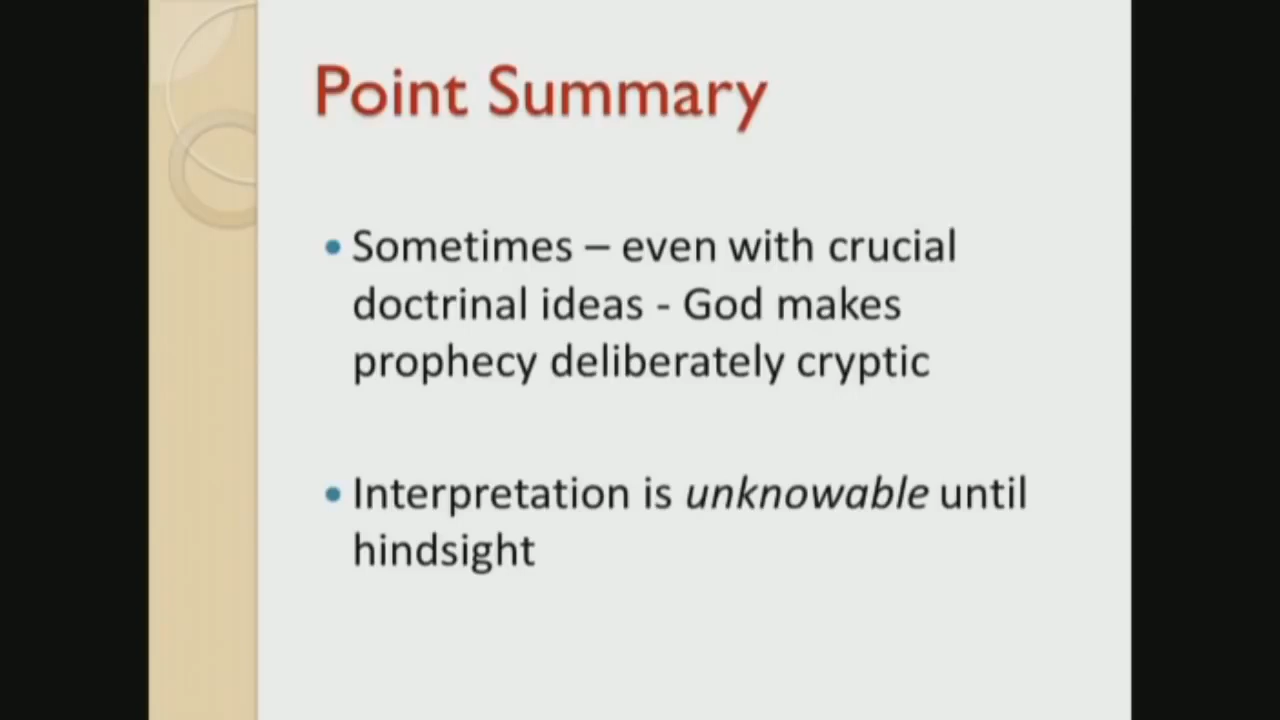 Point Summary
• Sometimes – even with crucial
doctrinal ideas - God makes
prophecy deliberately cryptic
• Interpretation is unknowable until
hindsight